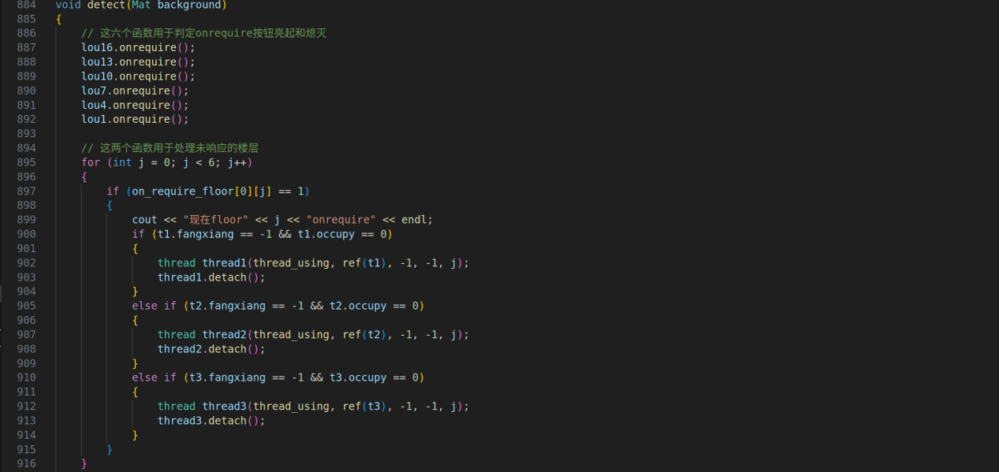 884 void detect(Mat background)
885 {
886 // 这六个函数用于判定onrequire按钮亮起和熄灭
887 lou16.onrequire();
888 lou13.onrequire();
889 lou10.onrequire();
890 lou7.onrequire();
891 lou4.onrequire();
892 lou1.onrequire();
893
894 // 这两个函数用于处理未响应的楼层
895 for (int j = 0; j < 6; j++)
896 {
897 if (on_require_floor[0][j] == 1)
898 {
899 cout << "现在floor" << j << "onrequire" << endl;
900 if (t1.fangxiang == -1 && t1.occupy == 0)
901 {
902 thread thread1(thread_using, ref(t1), -1, -1, j);
903 thread1.detach();
904 }
905 else if (t2.fangxiang == -1 && t2.occupy == 0)
906 {
907 thread thread2(thread_using, ref(t2), -1, -1, j);
908 thread2.detach();
909 }
910 else if (t3.fangxiang == -1 && t3.occupy == 0)
911 {
912 thread thread3(thread_using, ref(t3), -1, -1, j);
913 thread3.detach();
914 }
915 }
916 }